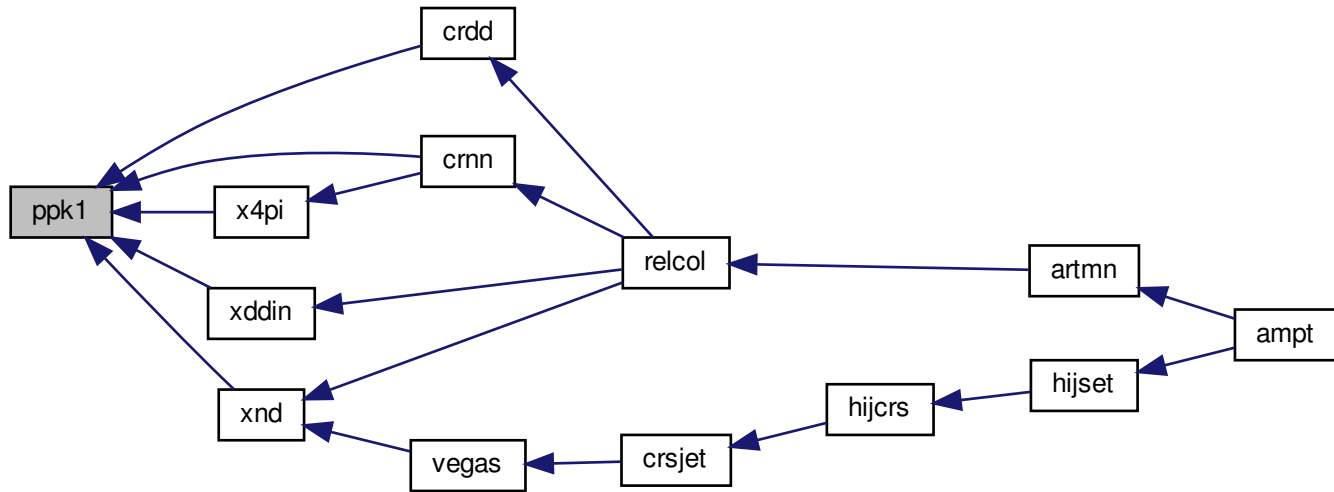 crdd
crnn
ppk1
x4pi
relcol
artmn
xddin
ampt
hijset
hijcrs
xnd
crsjet
vegas